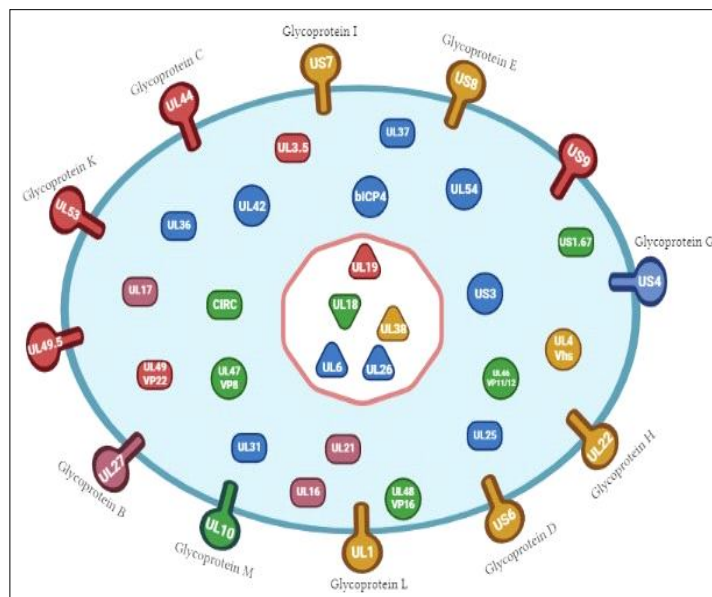 Glycoprotein I
US7
Glycoprotein E
US8
Glycoprotein C
UL44
US9
Glycoprotein K
UL53
Glycoprotein G
US4
UL49.5
UL3.5
UL37
UL42
bICP4
UL54
UL36
US1.67
UL17
CIRC
US3
UL19
UL18
UL38
UL6
UL26
UL4
Vhs
UL49
VP22
UL47
VP8
UL46
VP11/12
UL31
UL21
UL25
UL16
UL48
VP16
UL27
Glycoprotein B
UL10
Glycoprotein M
UL1
Glycoprotein L
US6
Glycoprotein D
UL22
Glycoprotein H